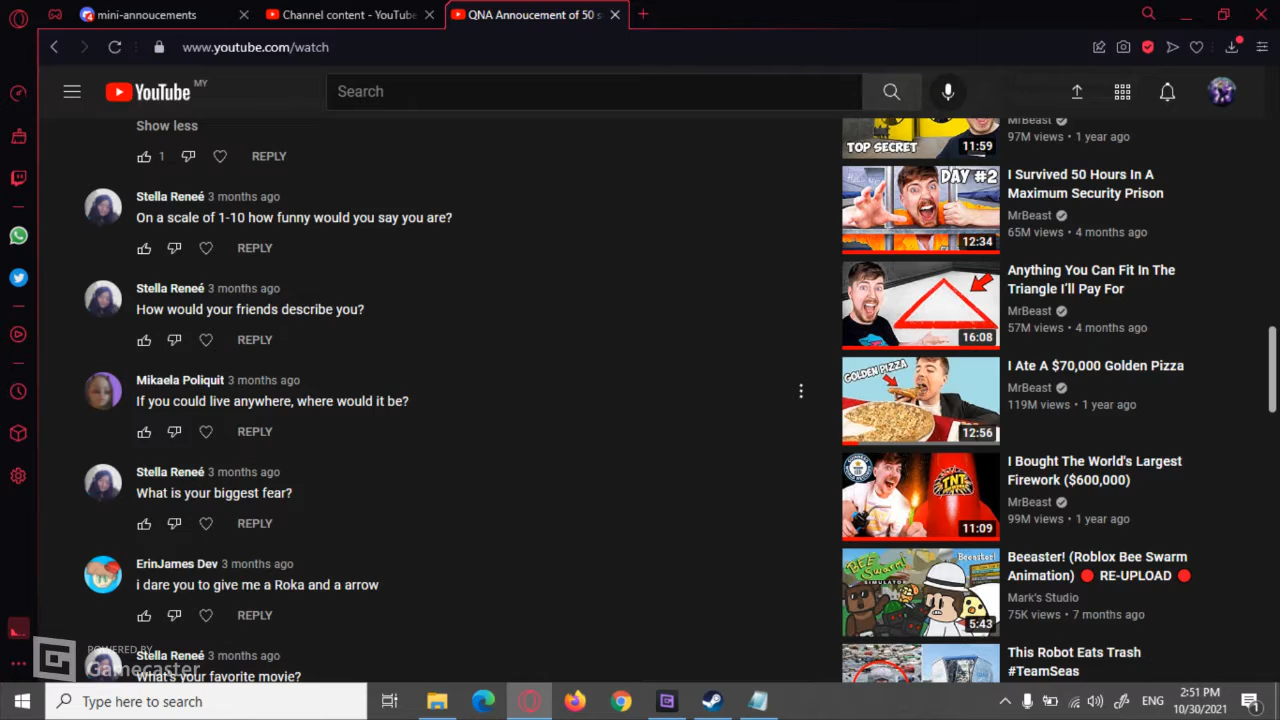 mini-annoucements
Channel content - YouTube
QNA Annoucement of 50 s
www.youtube.com/watch
YouTube MY
Search
Show less
1 REPLY
Stella Reneé 3 months ago
On a scale of 1-10 how funny would you say you are?
REPLY
Stella Reneé 3 months ago
How would your friends describe you?
REPLY
Mikaela Poliquit 3 months ago
If you could live anywhere, where would it be?
REPLY
Stella Reneé 3 months ago
What is your biggest fear?
REPLY
ErinJames Dev 3 months ago
i dare you to give me a Roka and a arrow
REPLY
Stella Reneé 3 months ago
What's your favorite movie?
POWERED BY
Gamecaster
TOP SECRET
11:59
MrBeast
97M views • 1 year ago
DAY #2
12:34
I Survived 50 Hours In A
Maximum Security Prison
MrBeast
65M views • 4 months ago
16:08
Anything You Can Fit In The
Triangle I'll Pay For
MrBeast
57M views • 4 months ago
GOLDEN PIZZA
12:56
I Ate A $70,000 Golden Pizza
MrBeast
119M views • 1 year ago
TNT
11:09
I Bought The World's Largest
Firework ($600,000)
MrBeast
99M views • 1 year ago
BEE SWARM
SIMULATOR
Beeaster!
5:43
Beeaster! (Roblox Bee Swarm
Animation) 🔴 RE-UPLOAD 🔴
Mark's Studio
75K views • 7 months ago
This Robot Eats Trash
#TeamSeas
Type here to search
ENG
2:51 PM
10/30/2021
1